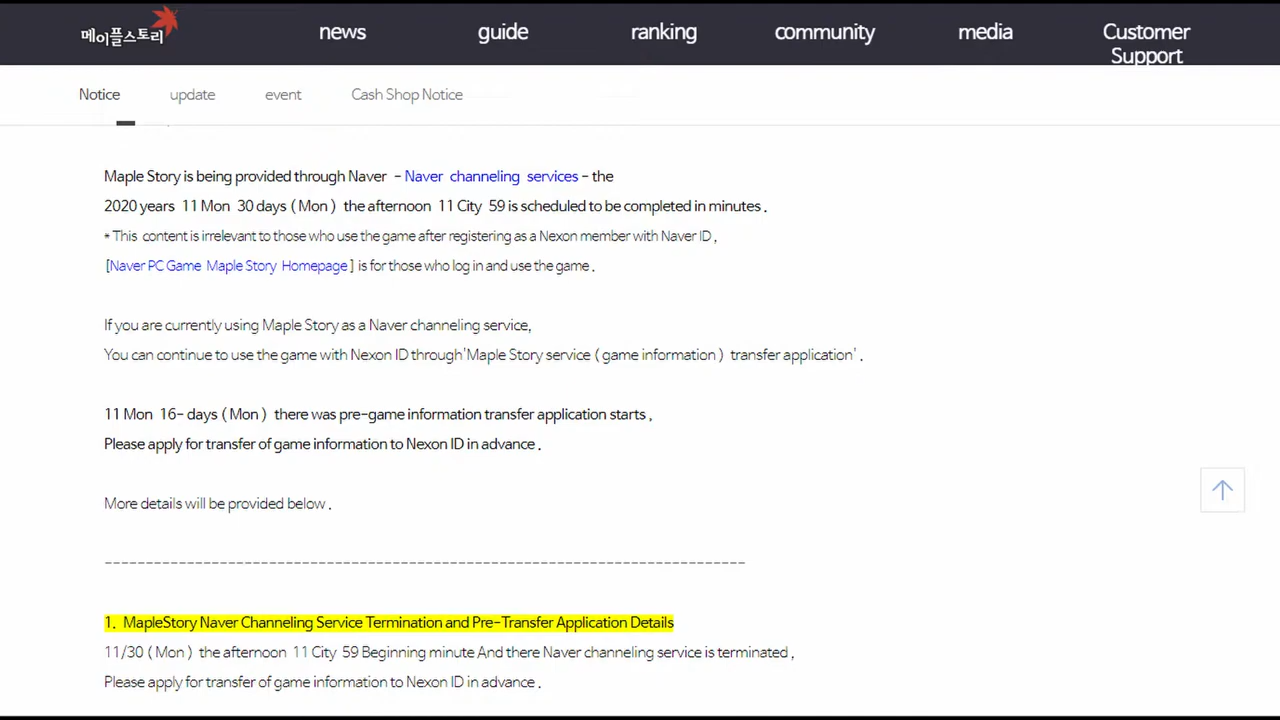 메이플스토리
news
guide
ranking
community
media
Customer
Support
Notice
update
event
Cash Shop Notice
Maple Story is being provided through Naver - Naver channeling services - the
2020 years 11 Mon 30 days ( Mon ) the afternoon 11 City 59 is scheduled to be completed in minutes .
* This content is irrelevant to those who use the game after registering as a Nexon member with Naver ID ,
[Naver PC Game Maple Story Homepage ] is for those who log in and use the game .
If you are currently using Maple Story as a Naver channeling service,
You can continue to use the game with Nexon ID through'Maple Story service ( game information ) transfer application' .
11 Mon 16- days ( Mon ) there was pre-game information transfer application starts ,
Please apply for transfer of game information to Nexon ID in advance .
More details will be provided below .
------------------------------------------------------------------------------
1. MapleStory Naver Channeling Service Termination and Pre-Transfer Application Details
11/30 ( Mon ) the afternoon 11 City 59 Beginning minute And there Naver channeling service is terminated ,
Please apply for transfer of game information to Nexon ID in advance .